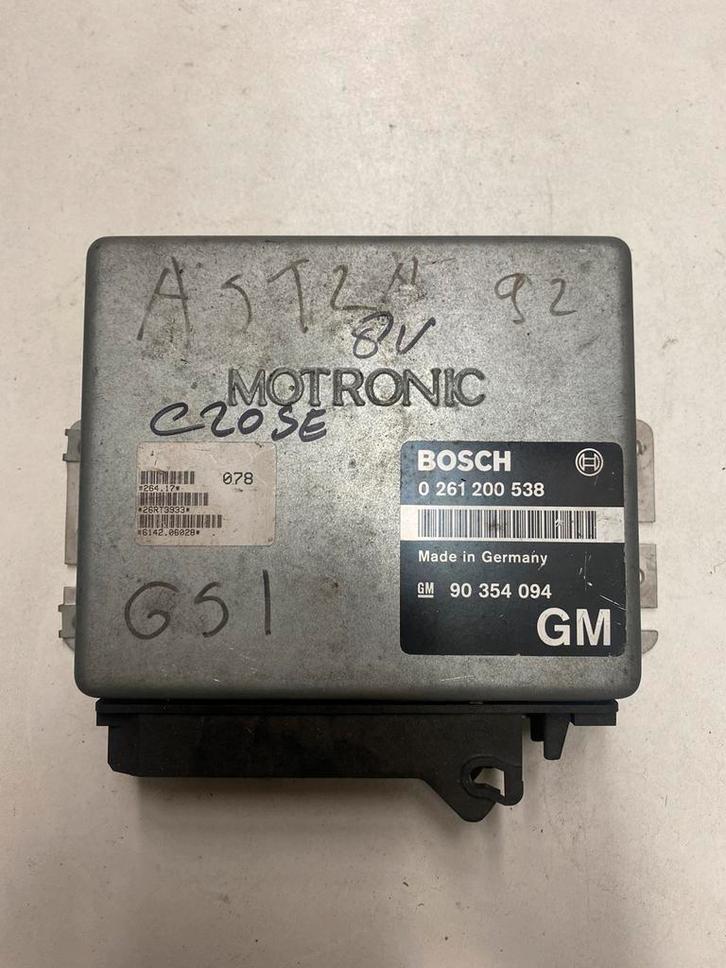 ASTRA 92
8V
MOTRONIC
C20SE
078
*264.17*
*26RT3933*
*6142.06028*
BOSCH
0 261 200 538
Made in Germany
GM 90 354 094
GM
GSI